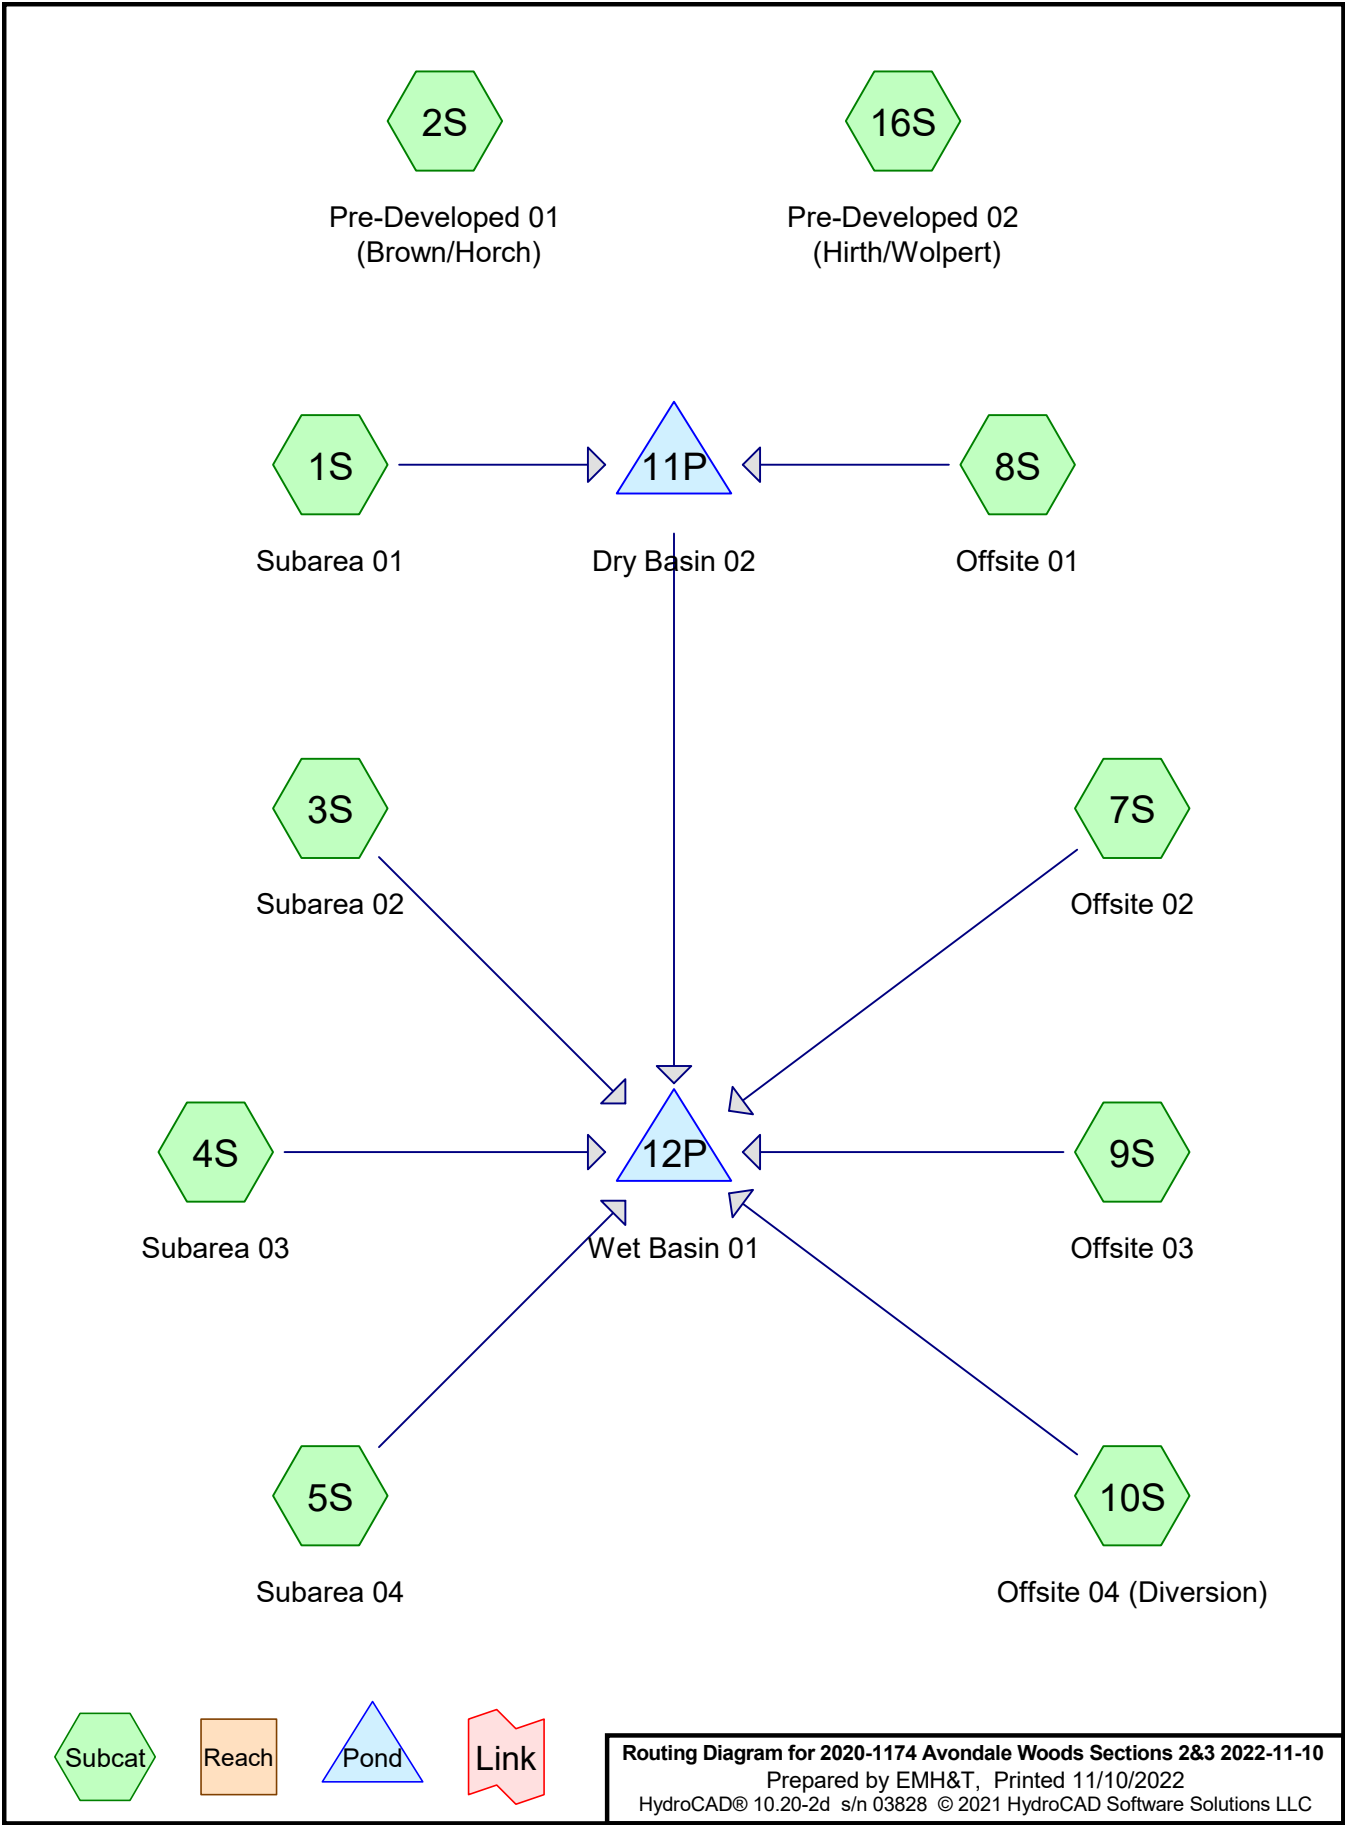 2S
16S
Pre-Developed 01
(Brown/Horch)
Pre-Developed 02
(Hirth/Wolpert)
1S
11P
8S
Subarea 01
Dry Basin 02
Offsite 01
3S
7S
Subarea 02
Offsite 02
4S
12P
9S
Subarea 03
Wet Basin 01
Offsite 03
5S
10S
Subarea 04
Offsite 04 (Diversion)
Subcat
Reach
Pond
Link
Routing Diagram for 2020-1174 Avondale Woods Sections 2&3 2022-11-10
Prepared by EMH&T, Printed 11/10/2022
HydroCAD® 10.20-2d s/n 03828 © 2021 HydroCAD Software Solutions LLC